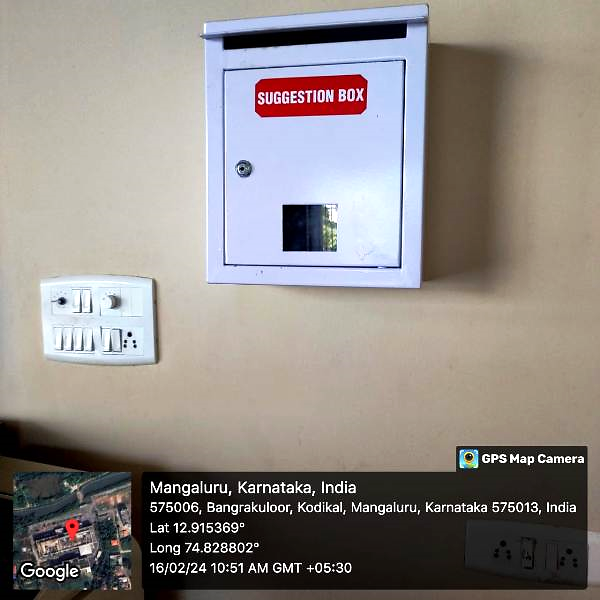 SUGGESTION BOX
GPS Map Camera
Mangaluru, Karnataka, India
575006, Bangrakuloor, Kodikal, Mangaluru, Karnataka 575013, India
Lat 12.915369°
Long 74.828802°
16/02/24 10:51 AM GMT +05:30
Google